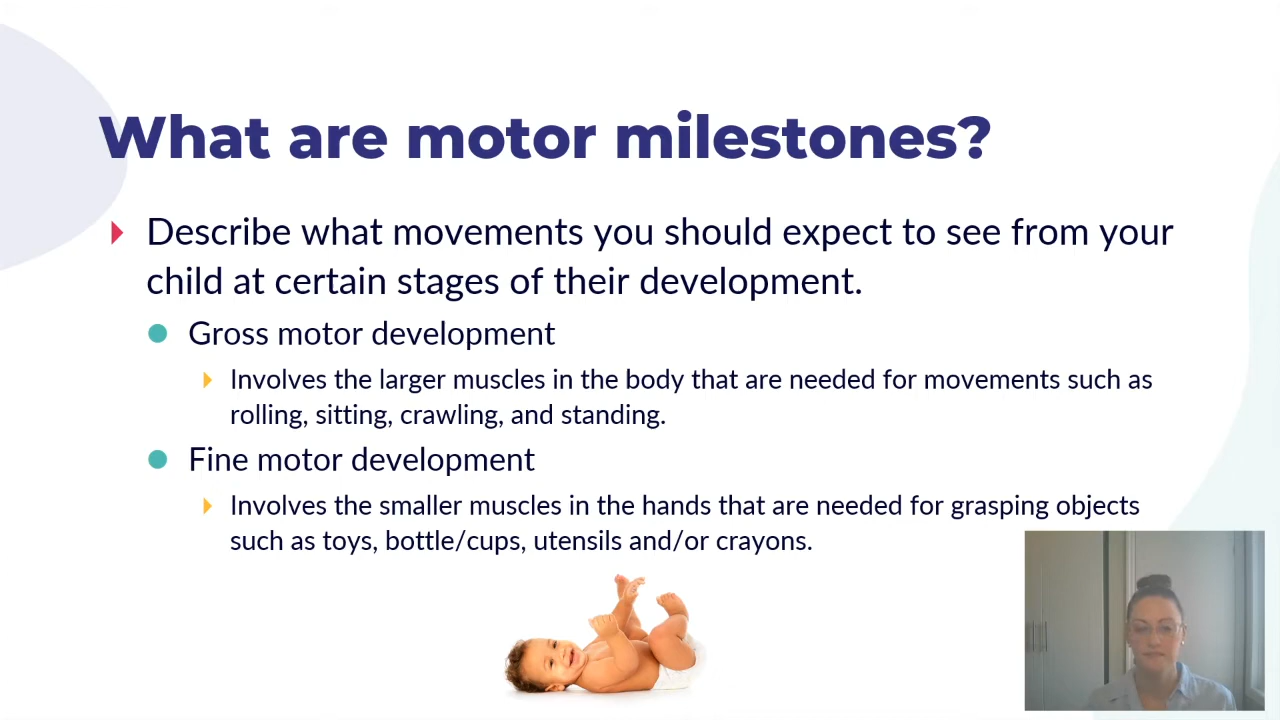 What are motor milestones?
Describe what movements you should expect to see from your
child at certain stages of their development.
Gross motor development
Involves the larger muscles in the body that are needed for movements such as
rolling, sitting, crawling, and standing.
Fine motor development
Involves the smaller muscles in the hands that are needed for grasping objects
such as toys, bottle/cups, utensils and/or crayons.